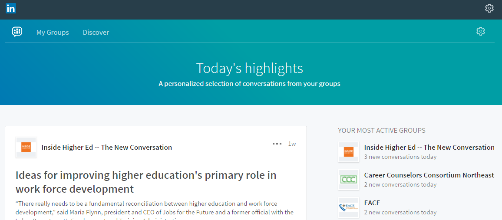 in
My Groups Discover
Today's highlights
A personalized selection of conversations from your groups
Inside Higher Ed -- The New Conversation
1w
YOUR MOST ACTIVE GROUPS
Inside Higher Ed -- The New Conversation
3 new conversations today
Career Counselors Consortium Northeast
2 new conversations today
EACE
2 new conversations today
Ideas for improving higher education's primary role in
work force development
"There really needs to be a fundamental reconciliation between higher education and work force
development," said Maria Flynn, president and CEO of Jobs for the Future and a former official with the